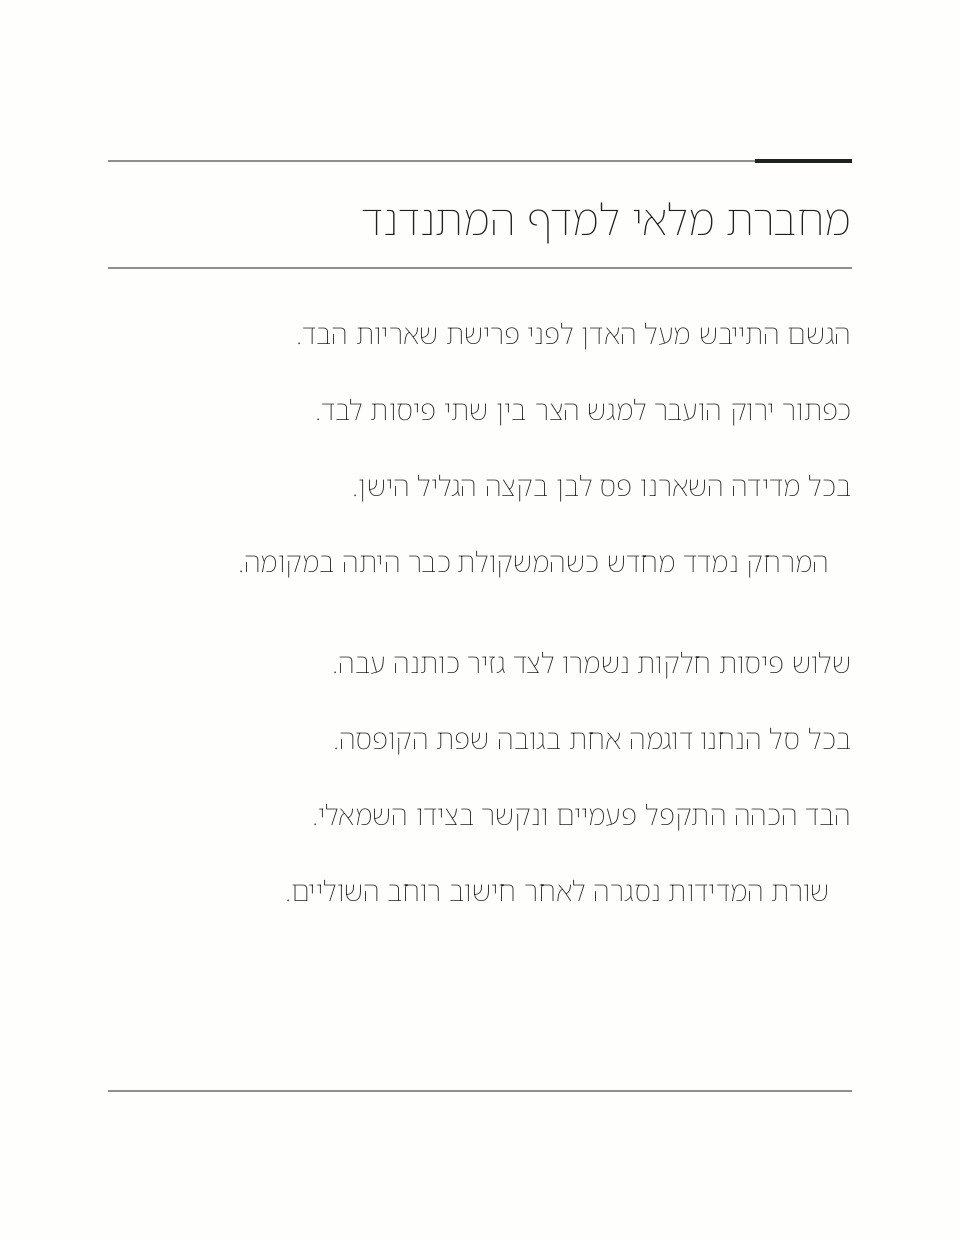 מחברת מלאי למדף המתנדנד
הגשם התייבש מעל האדן לפני פרישת שאריות הבד.
כפתור ירוק הועבר למגש הצר בין שתי פיסות לבד.
בכל מדידה השארנו פס לבן בקצה הגליל הישן.
המרחק נמדד מחדש כשהמשקולת כבר היתה במקומה.
שלוש פיסות חלקות נשמרו לצד גזיר כותנה עבה.
בכל סל הנחנו דוגמה אחת בגובה שפת הקופסה.
הבד הכהה התקפל פעמיים ונקשר בצידו השמאלי.
שורת המדידות נסגרה לאחר חישוב רוחב השוליים.